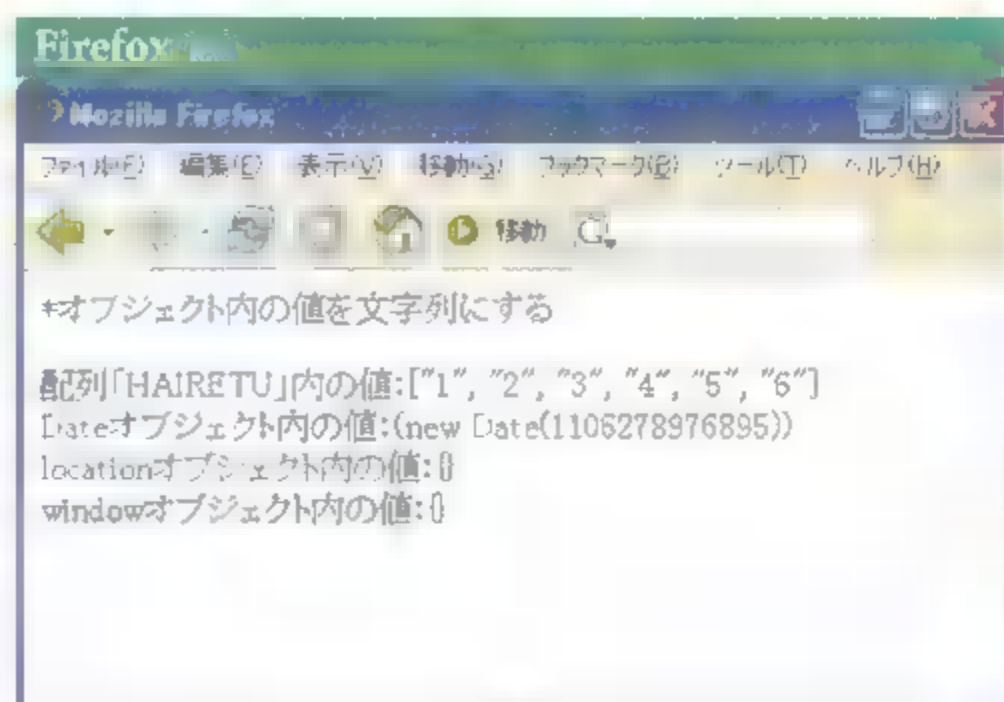 Firefox
Mozilla Firefox
ファイル(F) 編集(E) 表示(V) 移動(G) ブックマーク(B) ツール(T) ヘルプ(H)
移動
*オブジェクト内の値を文字列にする
配列「HAIRETU」内の値:["1", "2", "3", "4", "5", "6"]
Dateオブジェクト内の値:(new Date(1106278976895))
locationオブジェクト内の値:{}
windowオブジェクト内の値:{}